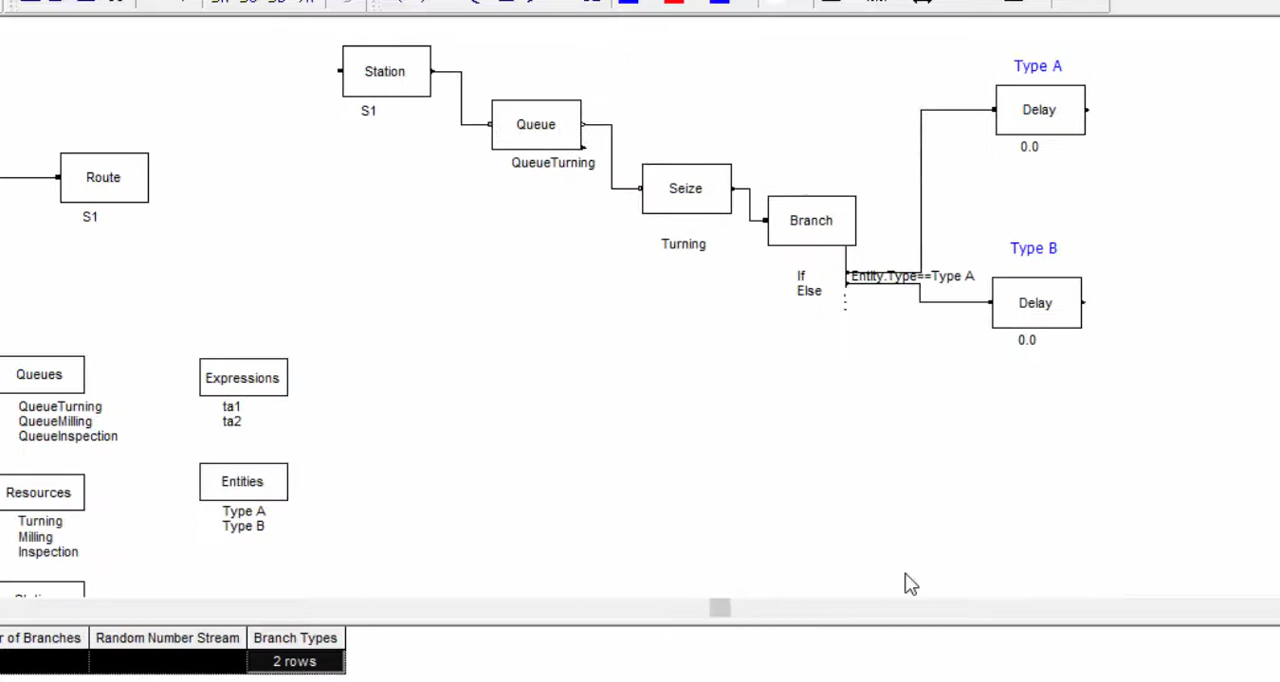 Station
S1
Queue
QueueTurning
Type A
Delay
0.0
Route
S1
Seize
Turning
Branch
If Entity.Type==Type A
Else
Type B
Delay
0.0
Queues
QueueTurning
QueueMilling
QueueInspection
Expressions
ta1
ta2
Entities
Type A
Type B
Resources
Turning
Milling
Inspection
r of Branches Random Number Stream Branch Types
2 rows